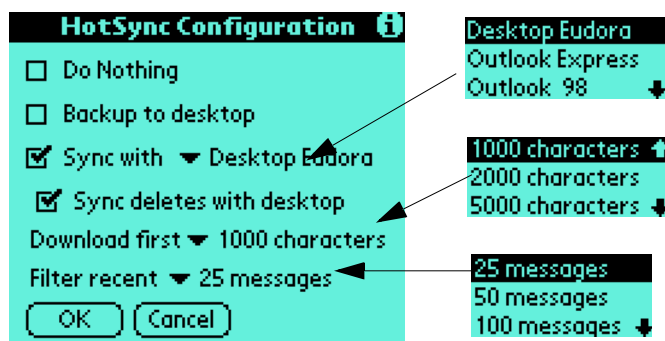 HotSync Configuration i
Do Nothing
Backup to desktop
Sync with Desktop Eudora
Sync deletes with desktop
Download first 1000 characters
Filter recent 25 messages
OK Cancel
Desktop Eudora
Outlook Express
Outlook 98
1000 characters
2000 characters
5000 characters
25 messages
50 messages
100 messages